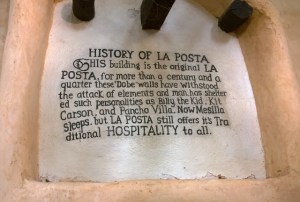 HISTORY OF LA POSTA
THIS building is the original LA
POSTA, for more than a century and a
quarter these 'Dobe walls have withstood
the attack of elements and man, has shelter
ed such personalities as Billy the Kid, Kit
Carson, and Pancho Villa. Now Mesilla
Sleeps, but LA POSTA still offers it's Tra
ditional HOSPITALITY to all.